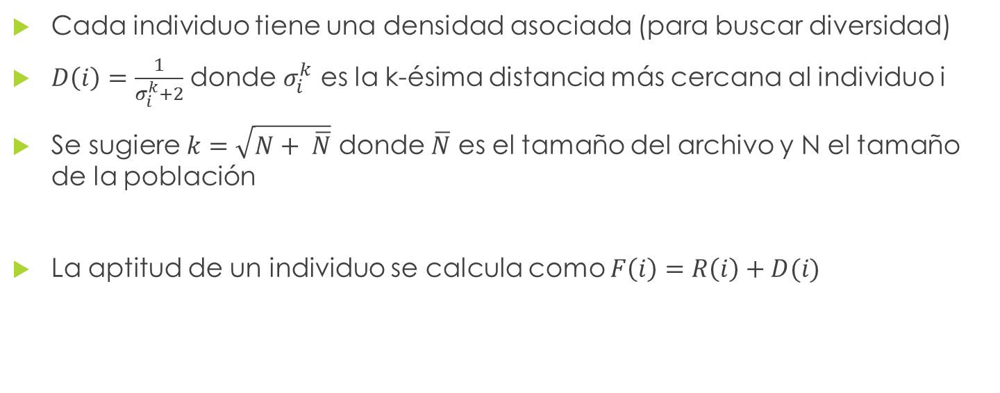 Cada individuo tiene una densidad asociada (para buscar diversidad)
$D(i) = \frac{1}{\sigma_i^k+2}$ donde $\sigma_i^k$ es la k-ésima distancia más cercana al individuo i
Se sugiere $k = \sqrt{N + \overline{N}}$ donde $\overline{N}$ es el tamaño del archivo y N el tamaño
de la población
La aptitud de un individuo se calcula como $F(i) = R(i) + D(i)$